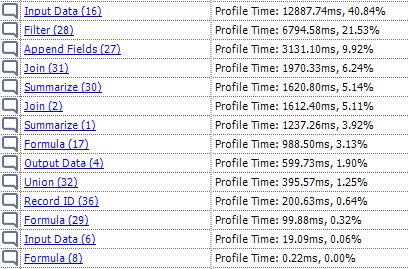 Input Data (16) Profile Time: 12887.74ms, 40.84%
Filter (28) Profile Time: 6794.58ms, 21.53%
Append Fields (27) Profile Time: 3131.10ms, 9.92%
Join (31) Profile Time: 1970.33ms, 6.24%
Summarize (30) Profile Time: 1620.80ms, 5.14%
Join (2) Profile Time: 1612.40ms, 5.11%
Summarize (1) Profile Time: 1237.26ms, 3.92%
Formula (17) Profile Time: 988.50ms, 3.13%
Output Data (4) Profile Time: 599.73ms, 1.90%
Union (32) Profile Time: 395.57ms, 1.25%
Record ID (36) Profile Time: 200.63ms, 0.64%
Formula (29) Profile Time: 99.88ms, 0.32%
Input Data (6) Profile Time: 19.09ms, 0.06%
Formula (8) Profile Time: 0.22ms, 0.00%